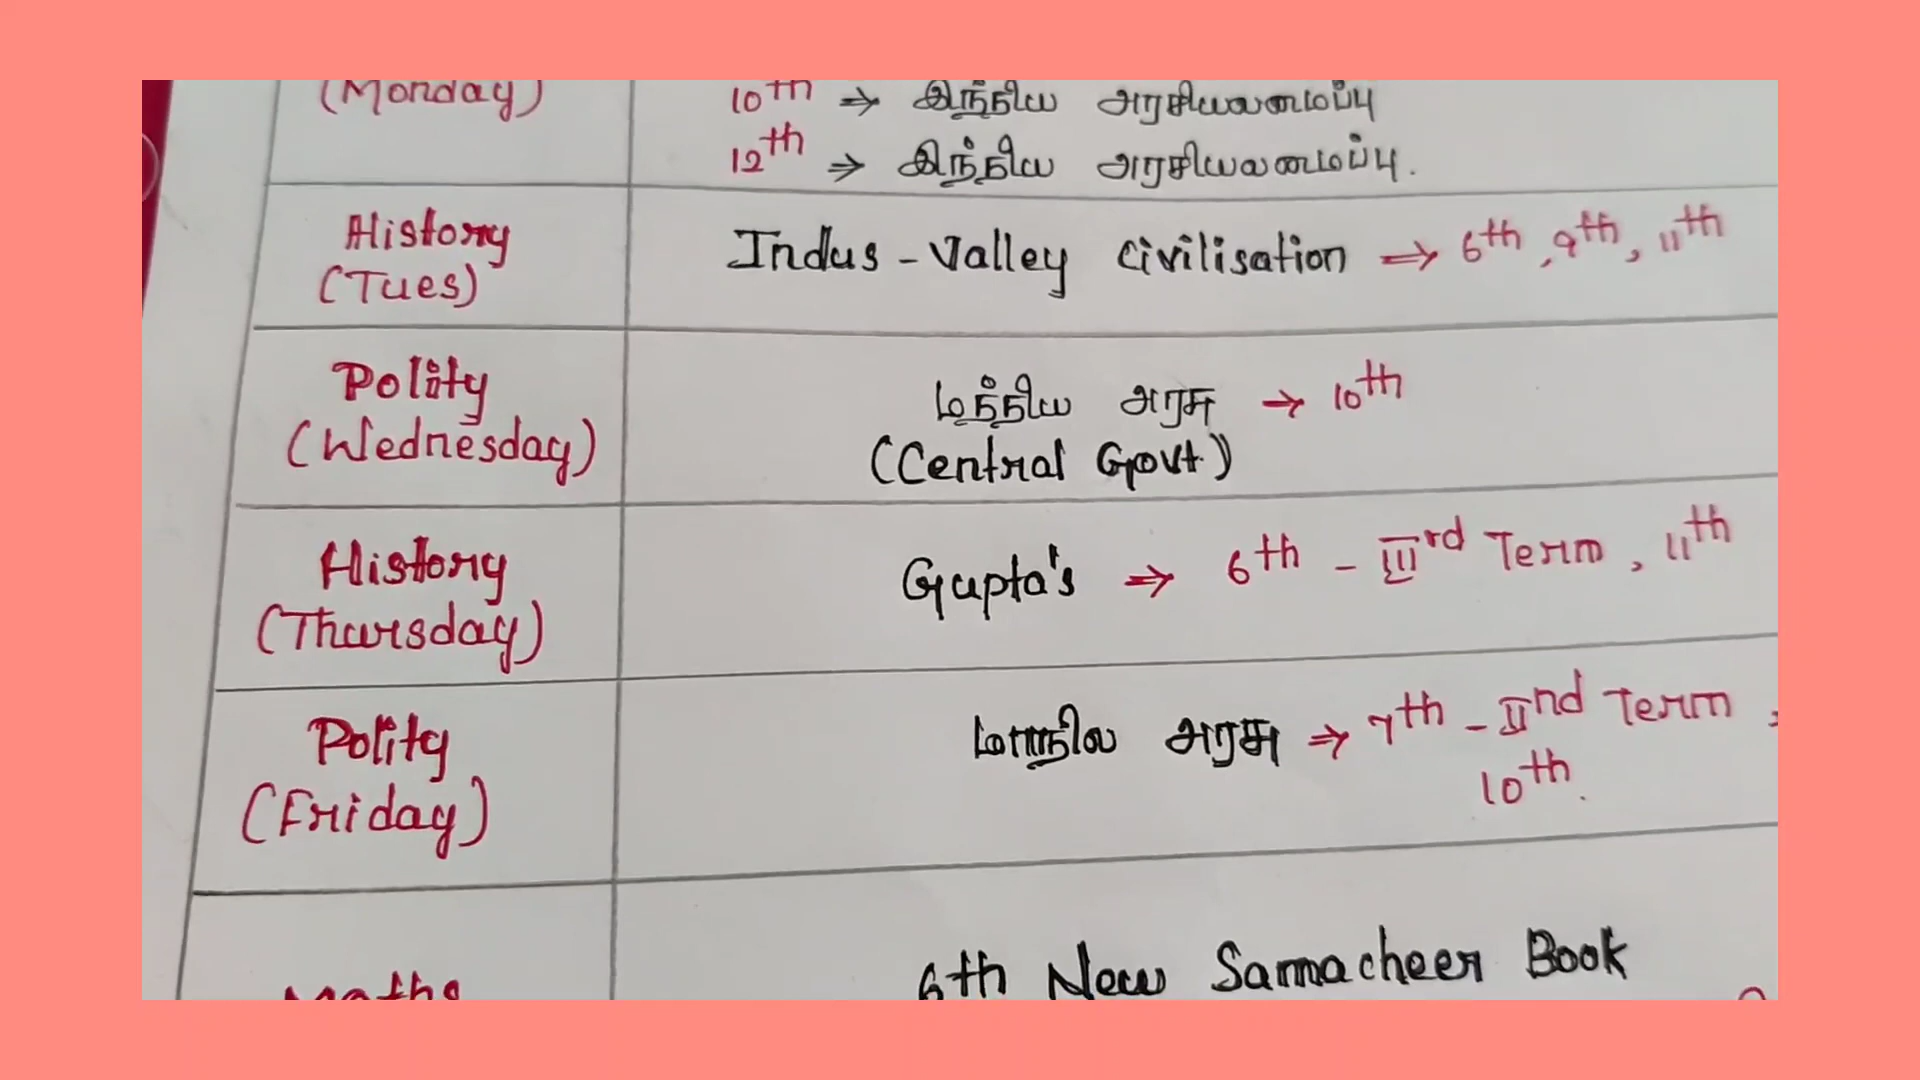 (Monday)
10th ⇒ இந்திய அரசியலமைப்பு
12th ⇒ இந்திய அரசியலமைப்பு.
History
(Tues)
Indus - Valley Civilisation ⇒ 6th, 9th, 11th
Polity
(Wednesday)
மத்திய அரசு → 10th
(Central Govt.)
History
(Thursday)
Gupta's ⇒ 6th - IIIrd Term, 11th
Polity
(Friday)
மாநில அரசு ⇒ 7th - IInd Term,
10th.
Maths
6th New Samacheer Book